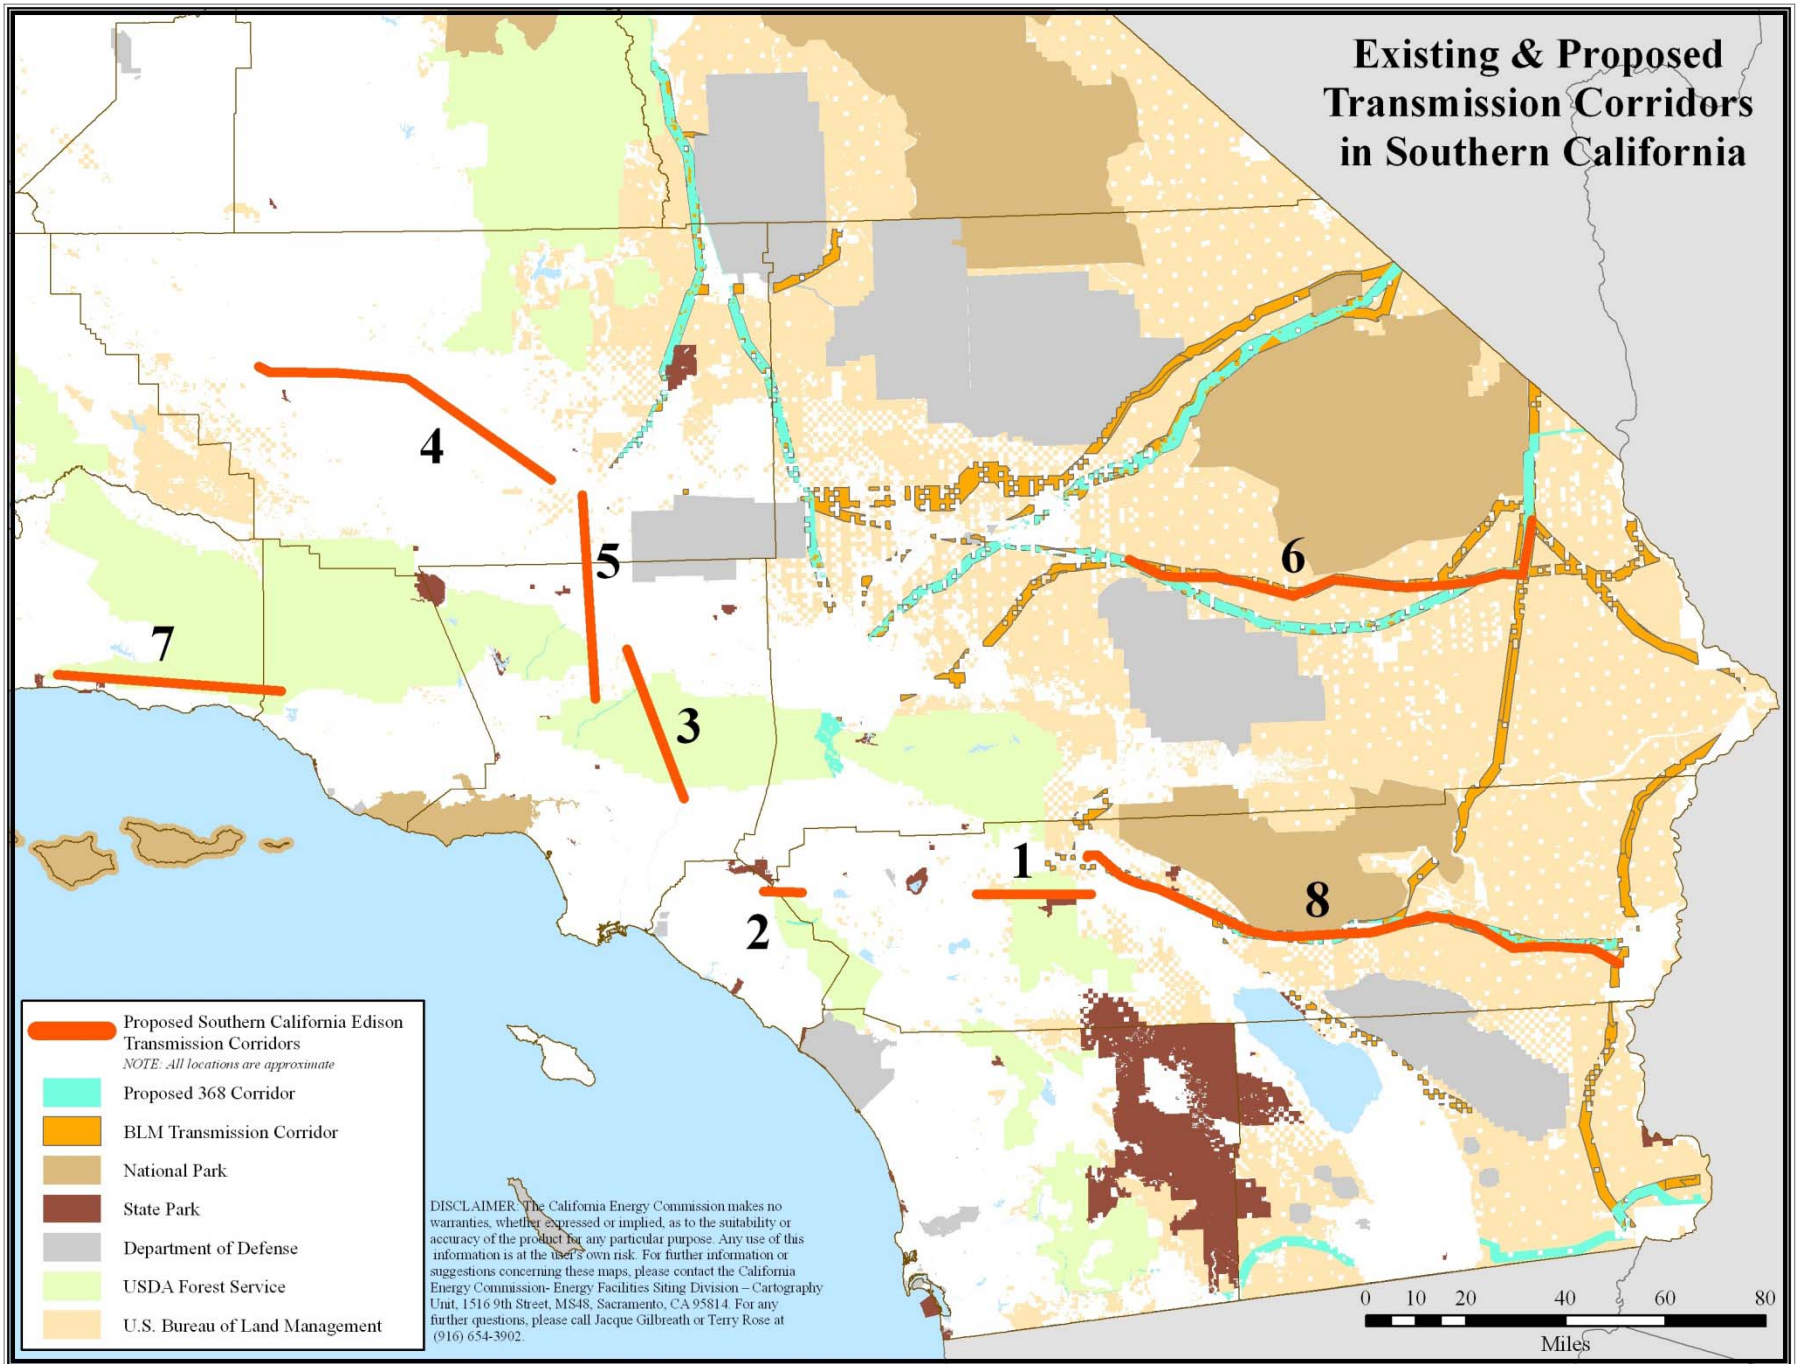 Existing & Proposed
Transmission Corridors
in Southern California
4
5
6
7
3
1
8
2
Proposed Southern California Edison
Transmission Corridors
NOTE: All locations are approximate
Proposed 368 Corridor
BLM Transmission Corridor
National Park
State Park
Department of Defense
USDA Forest Service
U.S. Bureau of Land Management
DISCLAIMER: The California Energy Commission makes no
warranties, whether expressed or implied, as to the suitability or
accuracy of the product for any particular purpose. Any use of this
information is at the user's own risk. For further information or
suggestions concerning these maps, please contact the California
Energy Commission- Energy Facilities Siting Division – Cartography
Unit, 1516 9th Street, MS48, Sacramento, CA 95814. For any
further questions, please call Jacque Gilbreath or Terry Rose at
(916) 654-3902.
0 10 20 40 60 80
Miles